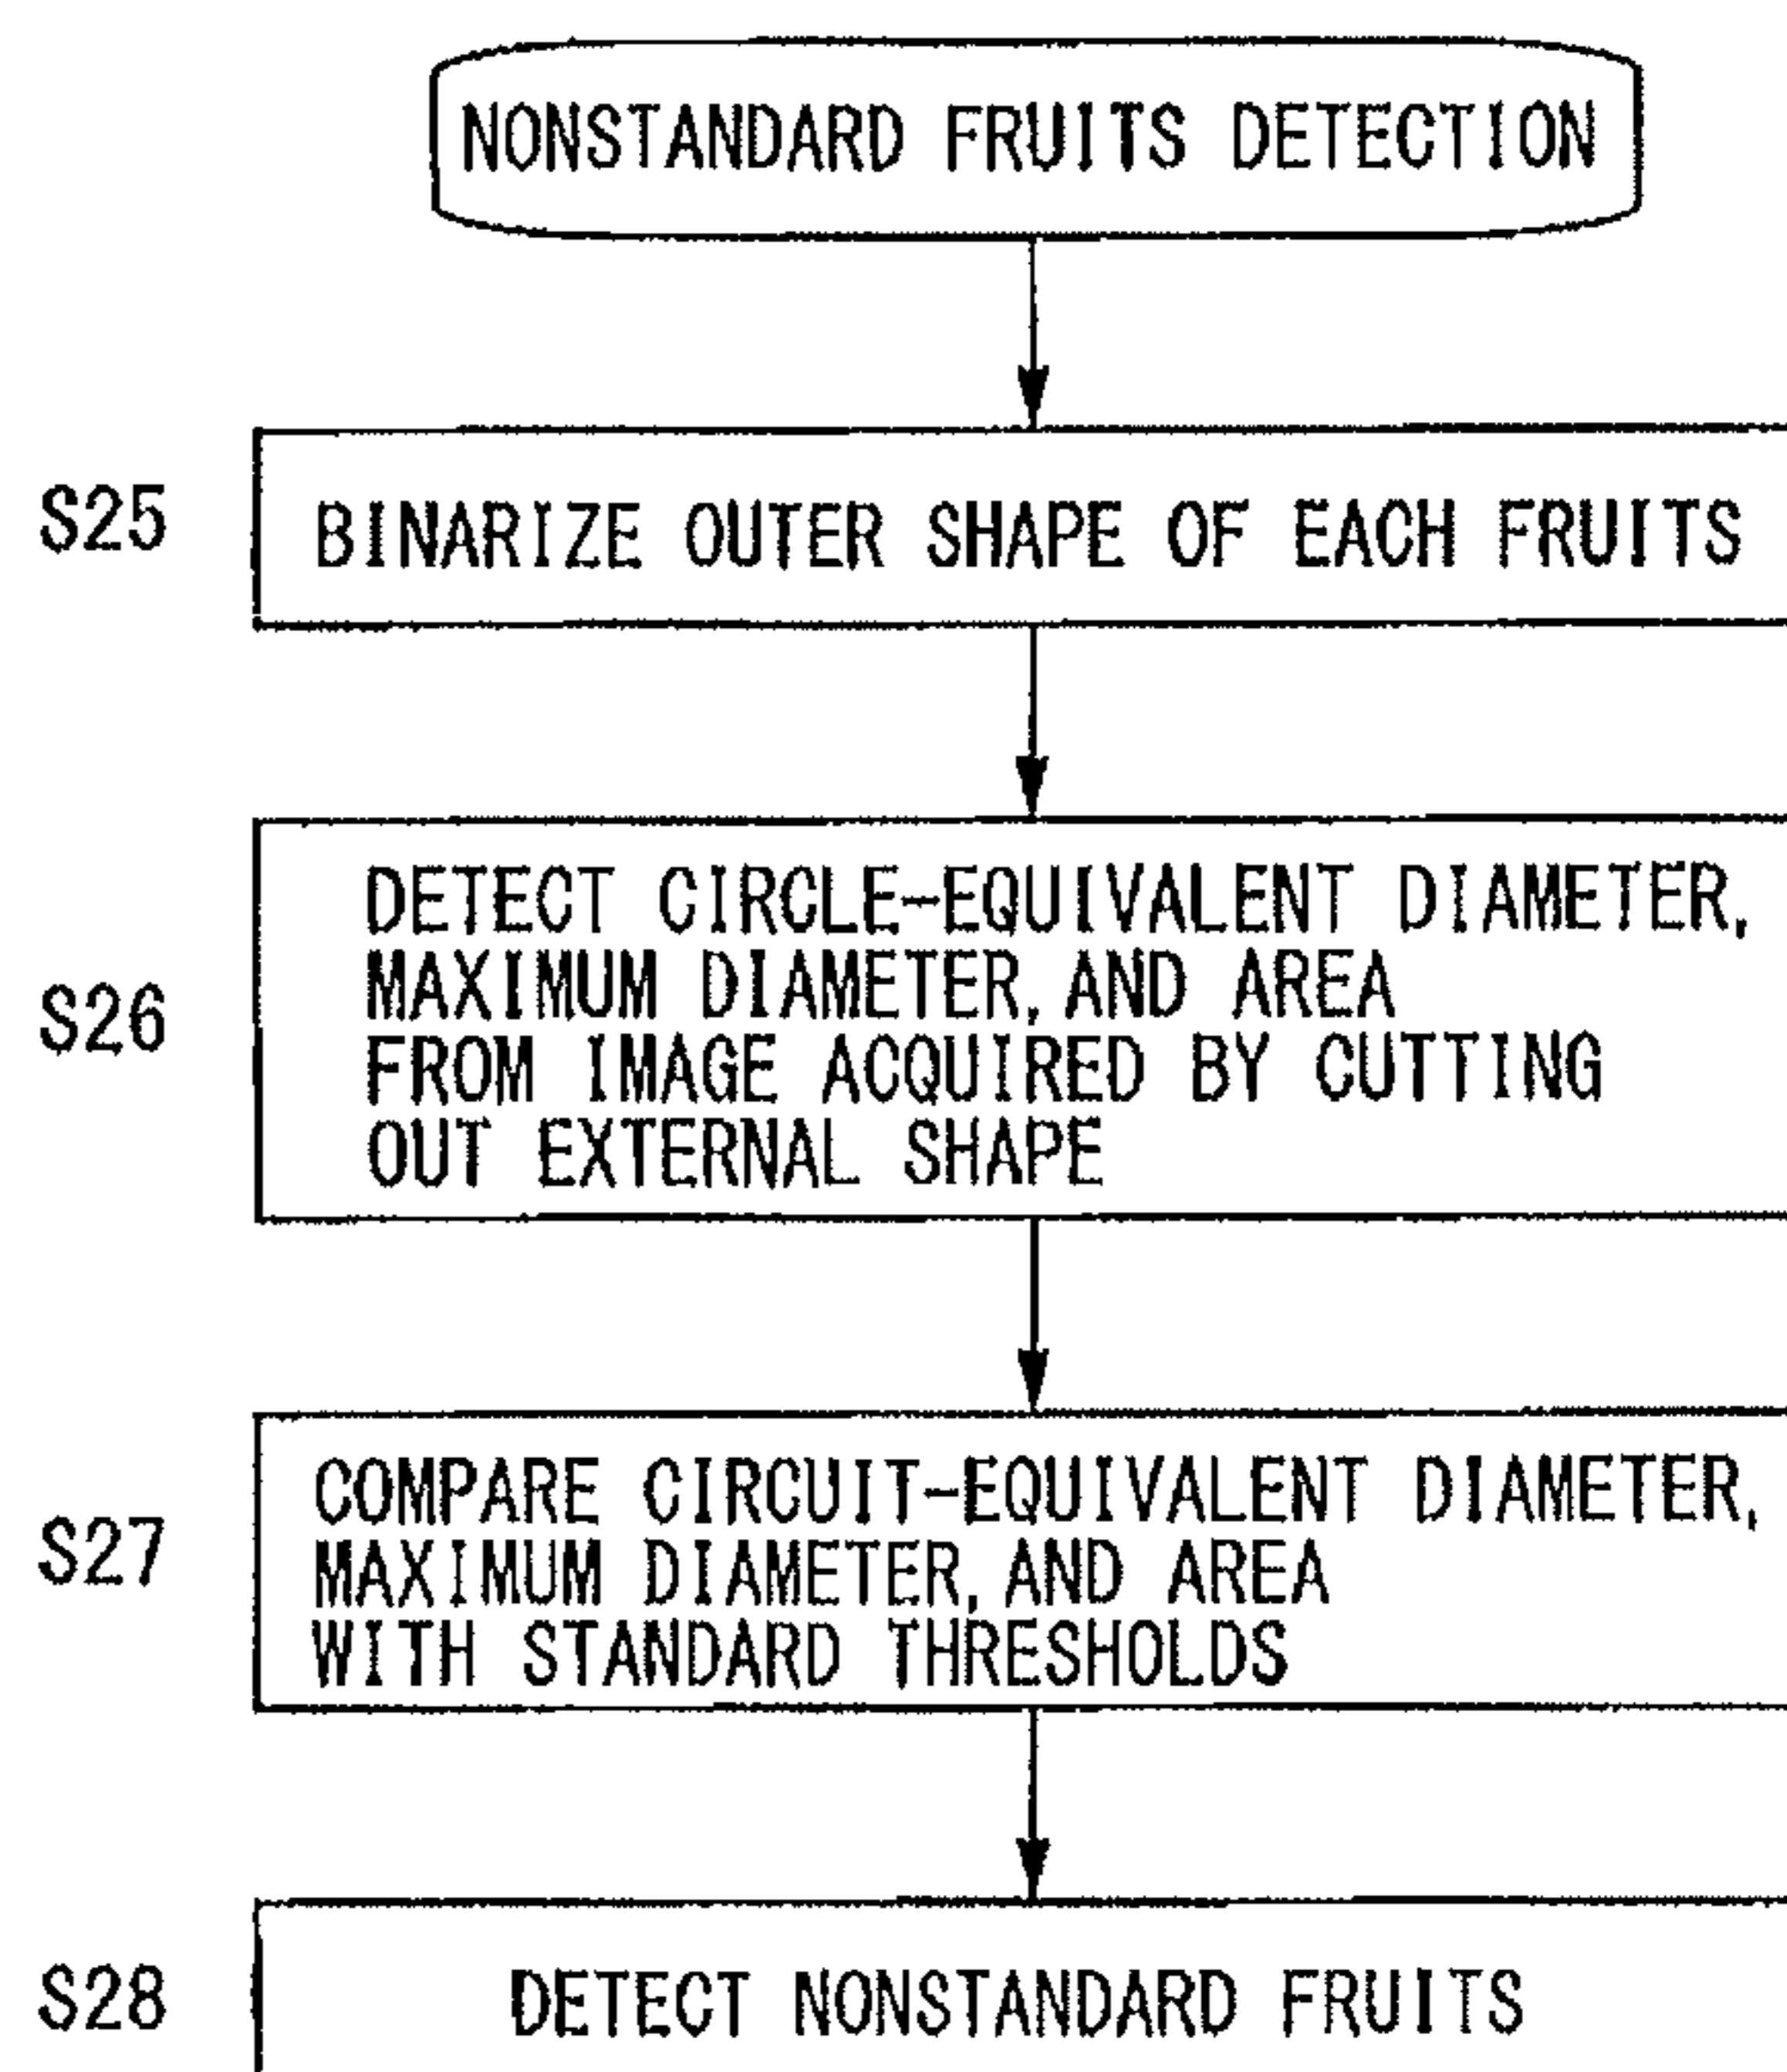 NONSTANDARD FRUITS DETECTION
S25
BINARIZE OUTER SHAPE OF EACH FRUITS
S26
DETECT CIRCLE-EQUIVALENT DIAMETER,
MAXIMUM DIAMETER, AND AREA
FROM IMAGE ACQUIRED BY CUTTING
OUT EXTERNAL SHAPE
S27
COMPARE CIRCUIT-EQUIVALENT DIAMETER,
MAXIMUM DIAMETER, AND AREA
WITH STANDARD THRESHOLDS
S28
DETECT NONSTANDARD FRUITS